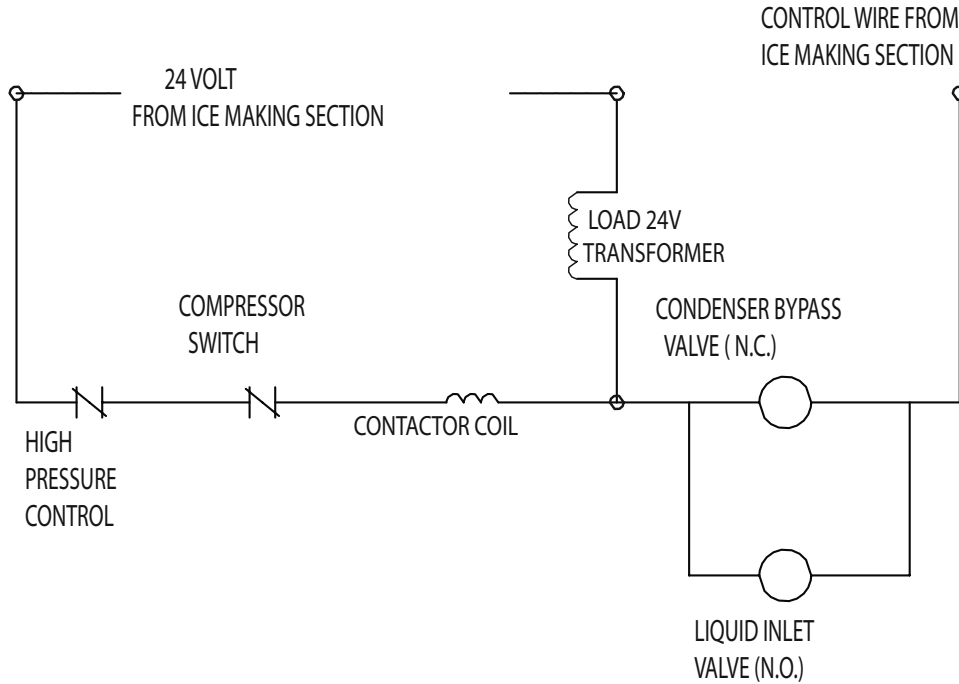 CONTROL WIRE FROM
ICE MAKING SECTION
24 VOLT
FROM ICE MAKING SECTION
LOAD 24V
TRANSFORMER
COMPRESSOR
SWITCH
CONDENSER BYPASS
VALVE ( N.C.)
CONTACTOR COIL
HIGH
PRESSURE
CONTROL
LIQUID INLET
VALVE (N.O.)